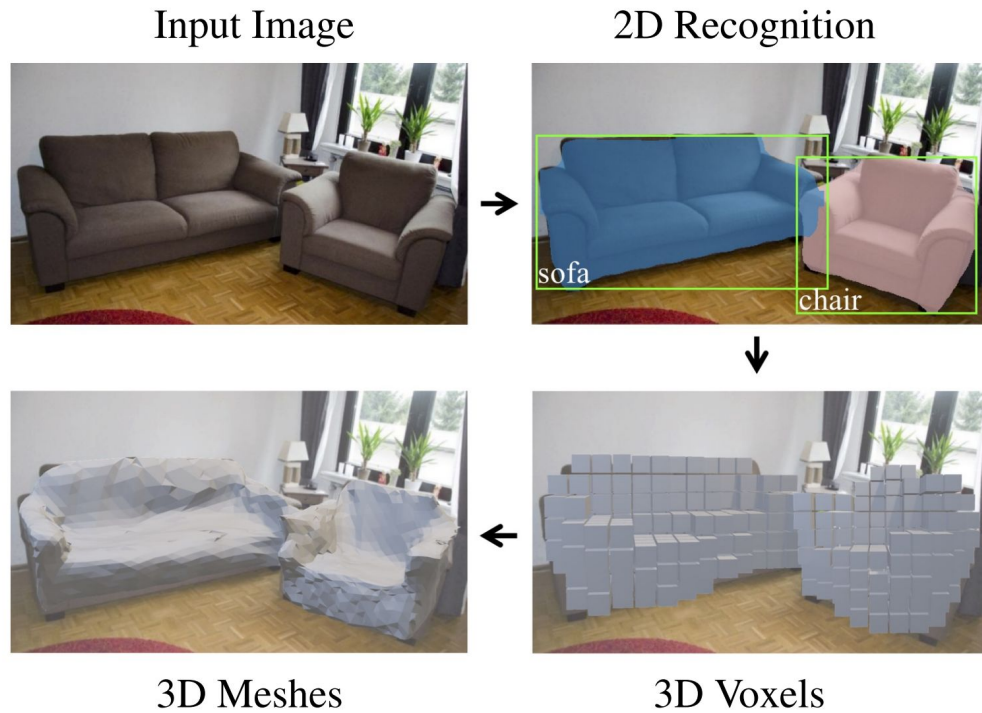 Input Image
2D Recognition
sofa
chair
3D Meshes
3D Voxels